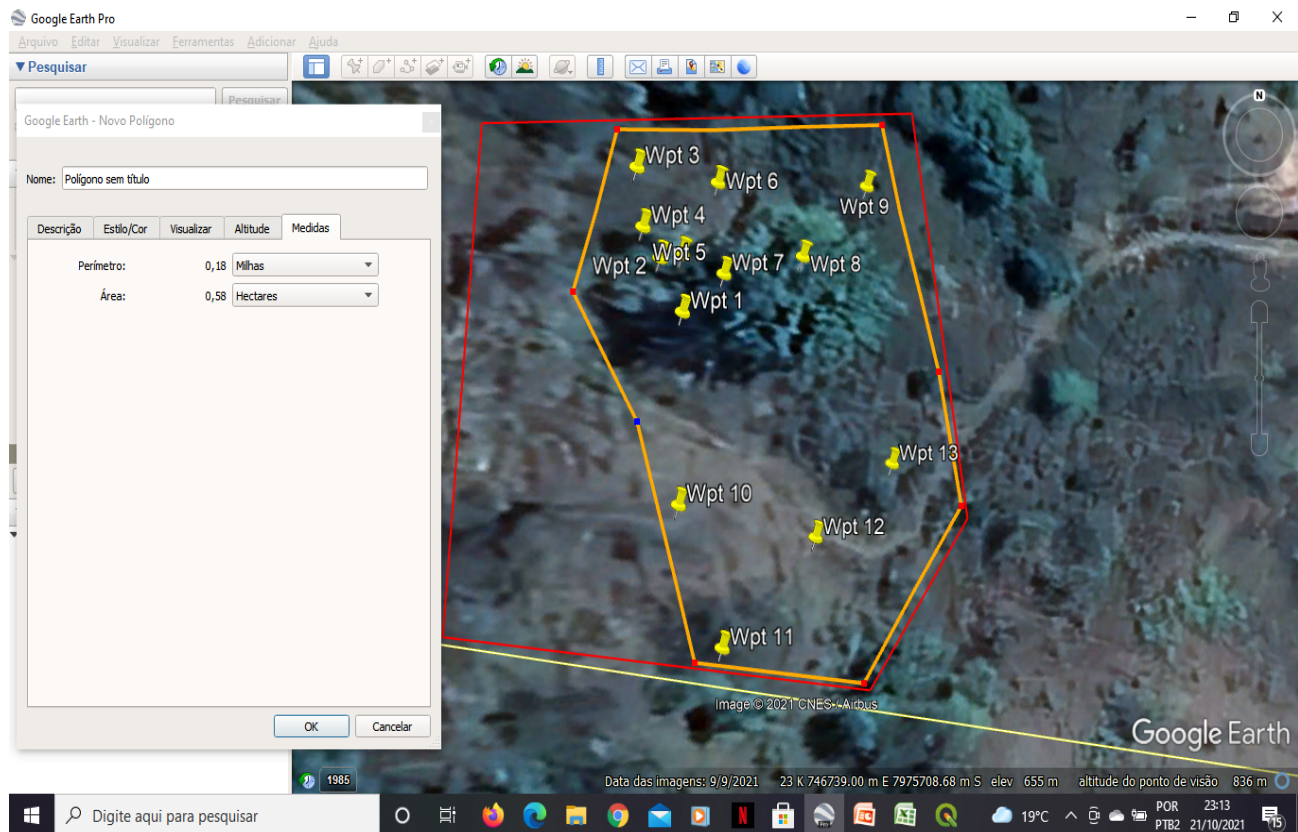 Google Earth Pro
Arquivo Editar Visualizar Ferramentas Adicionar Ajuda
Pesquisar
Pesquisar
Google Earth - Novo Polígono
Nome: Polígono sem título
Descrição Estilo/Cor Visualizar Altitude Medidas
Perímetro: 0,18 Milhas
Área: 0,58 Hectares
OK Cancelar
N
Wpt 3
Wpt 6
Wpt 9
Wpt 4
Wpt 5
Wpt 2
Wpt 7
Wpt 8
Wpt 1
Wpt 13
Wpt 10
Wpt 12
Wpt 11
Image © 2021 CNES / Airbus
Google Earth
1985
Data das imagens: 9/9/2021 23 K 746739.00 m E 7975708.68 m S elev 655 m altitude do ponto de visão 836 m
Digite aqui para pesquisar
19°C
POR
PTB2
23:13
21/10/2021
15